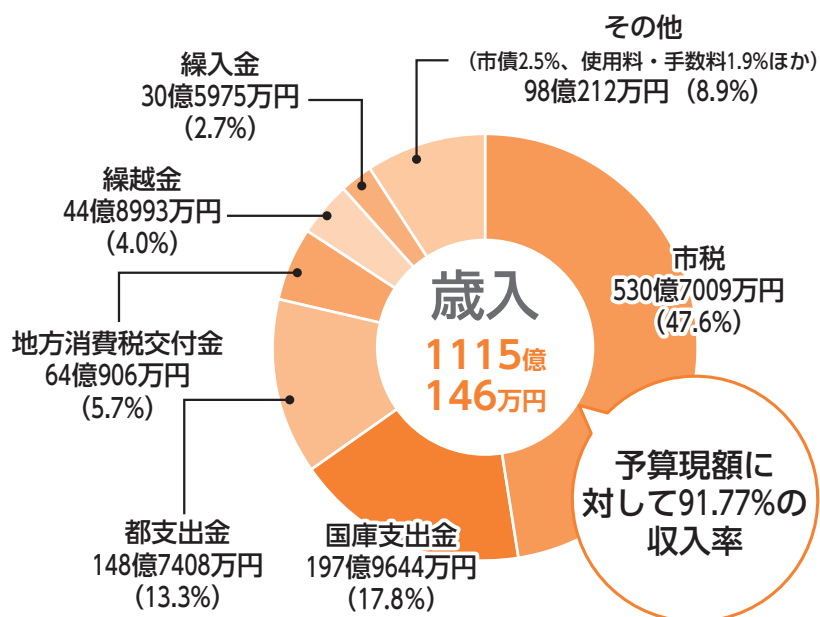 歳入
1115億
146万円
市税
530億7009万円
(47.6%)
予算現額に
対して91.77%の
収入率
国庫支出金
197億9644万円
(17.8%)
都支出金
148億7408万円
(13.3%)
地方消費税交付金
64億906万円
(5.7%)
繰越金
44億8993万円
(4.0%)
繰入金
30億5975万円
(2.7%)
その他
（市債2.5%、使用料・手数料1.9%ほか）
98億212万円（8.9%）